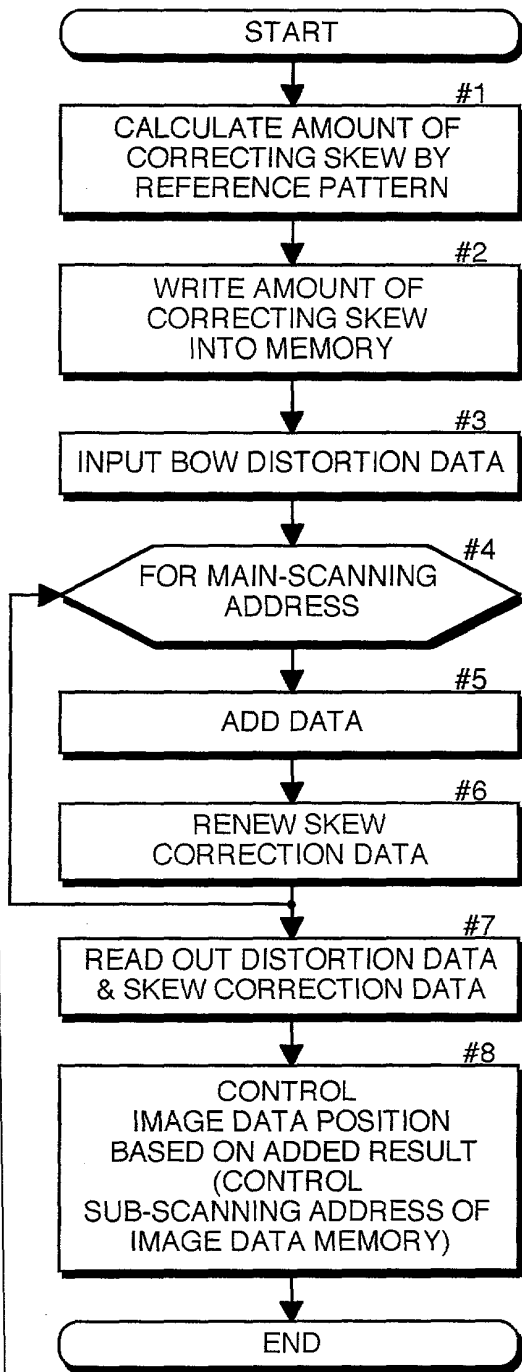 START
#1
CALCULATE AMOUNT OF
CORRECTING SKEW BY
REFERENCE PATTERN
#2
WRITE AMOUNT OF
CORRECTING SKEW
INTO MEMORY
#3
INPUT BOW DISTORTION DATA
#4
FOR MAIN-SCANNING
ADDRESS
#5
ADD DATA
#6
RENEW SKEW
CORRECTION DATA
#7
READ OUT DISTORTION DATA
& SKEW CORRECTION DATA
#8
CONTROL
IMAGE DATA POSITION
BASED ON ADDED RESULT
(CONTROL
SUB-SCANNING ADDRESS OF
IMAGE DATA MEMORY)
END